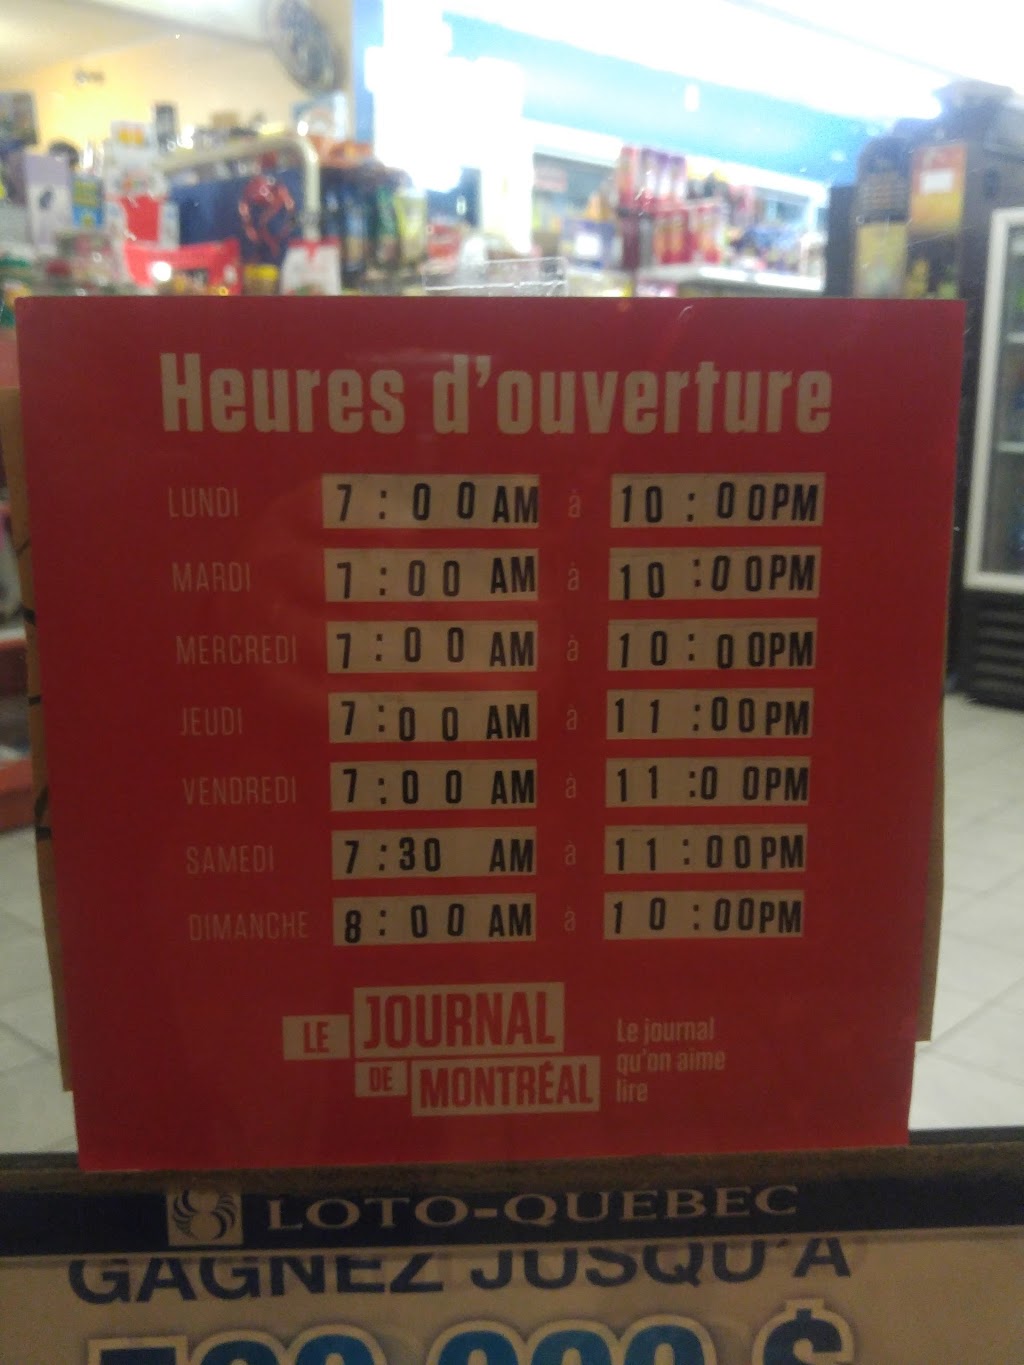 Heures d'ouverture
LUNDI 7:00 AM à 10:00PM
MARDI 7:00 AM à 10:00PM
MERCREDI 7:00 AM à 10:00PM
JEUDI 7:00 AM à 11:00PM
VENDREDI 7:00 AM à 11:00PM
SAMEDI 7:30 AM à 11:00PM
DIMANCHE 8:00 AM à 10:00PM
LE JOURNAL
DE MONTRÉAL
Le journal
qu'on aime
lire
LOTO-QUEBEC
GAGNEZ JUSQU'À
$